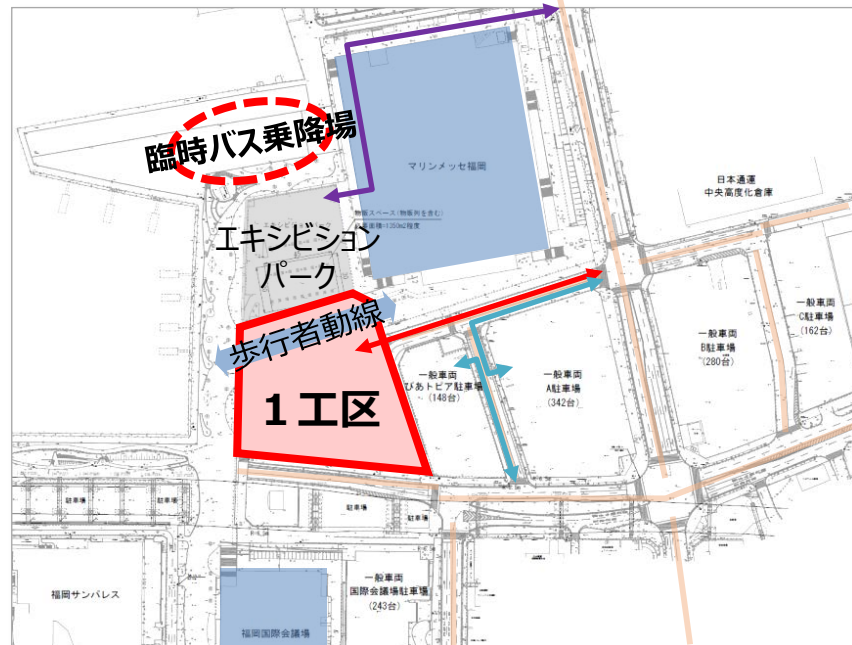 臨時バス乗降場
マリンメッセ福岡
日本通運
中央高度化倉庫
エキシビション
パーク
歩行者動線
1工区
一般車両
びあトピア駐車場
(148台)
一般車両
A駐車場
(342台)
一般車両
B駐車場
(280台)
一般車両
C駐車場
(162台)
駐車場
駐車場
駐車場
駐車場
福岡サンパレス
一般車両
国際会議場駐車場
(243台)
福岡国際会議場